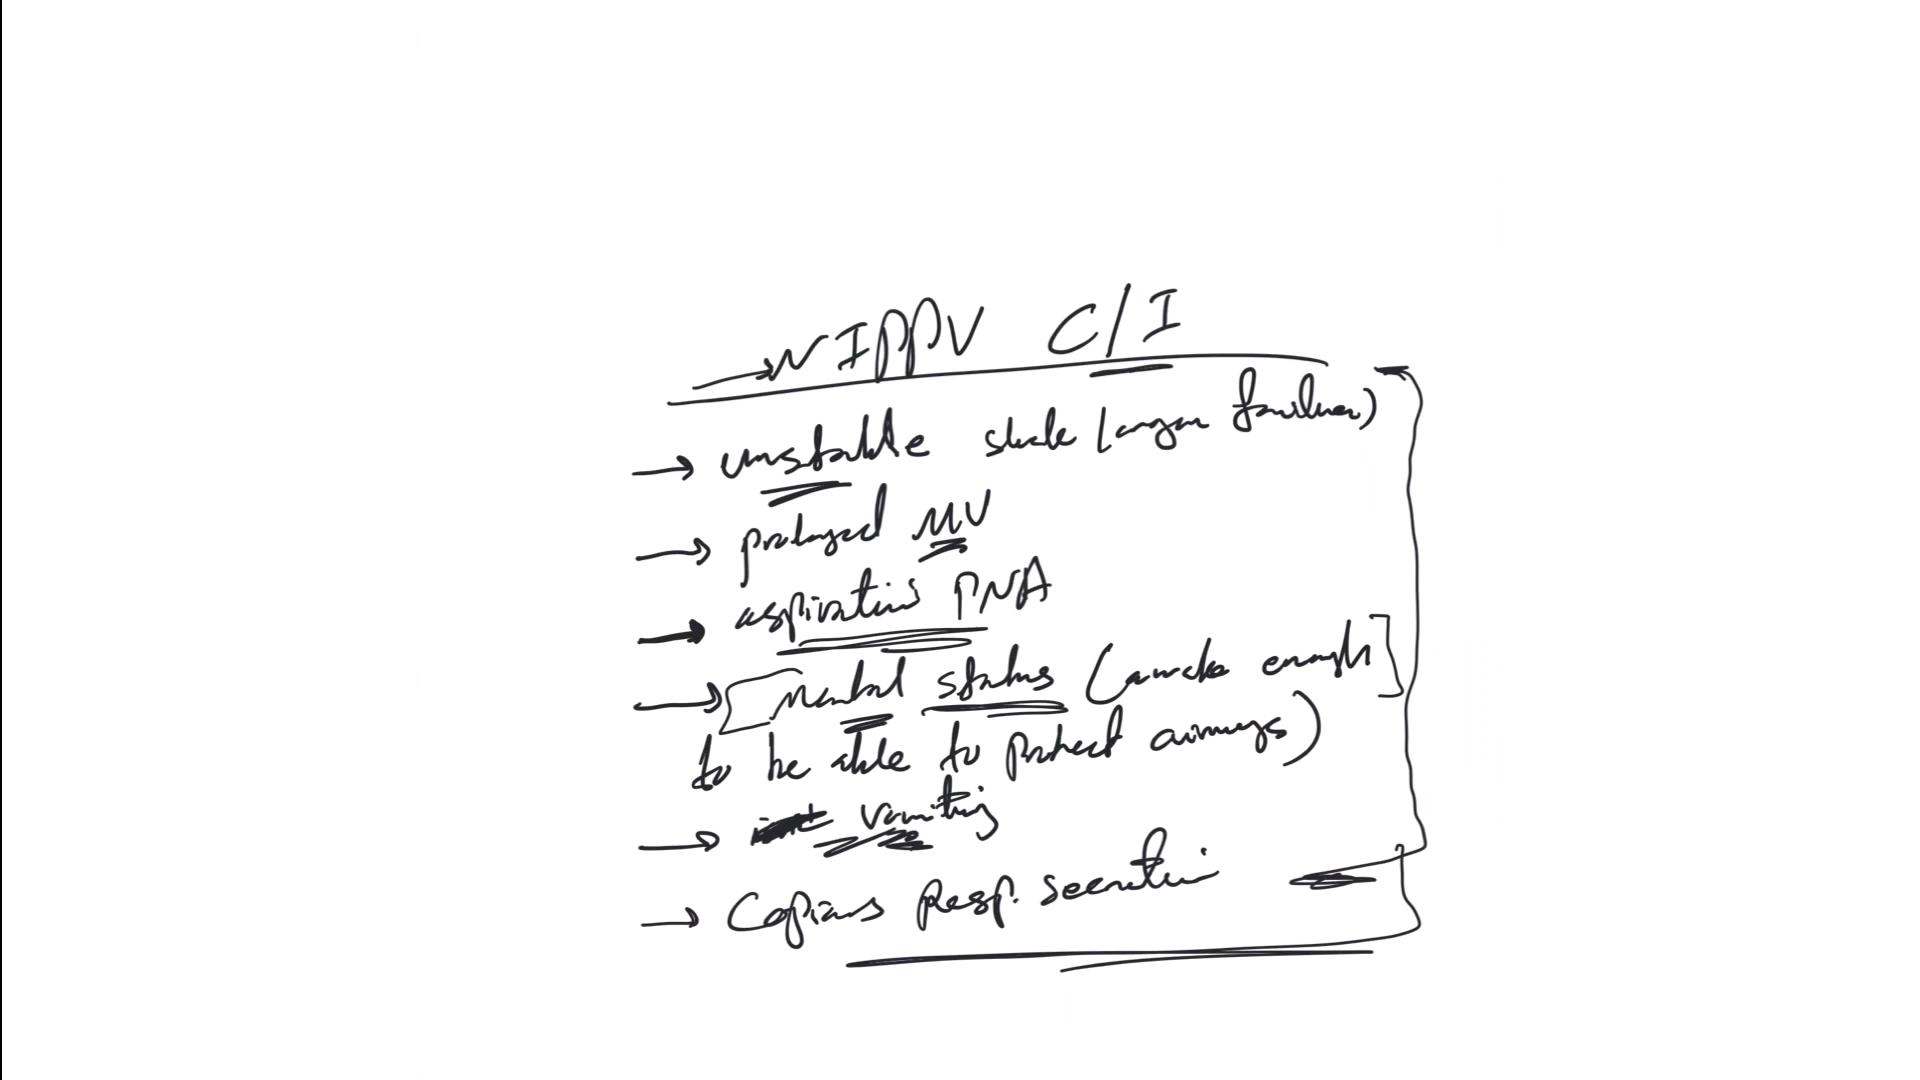 → NIPPV C/I
→ unstable state (organ failures)
→ prolonged MV
→ aspiration PNA
→ mental status (awake enough
to be able to protect airways)
→ vomiting
→ Copious Resp. secretion